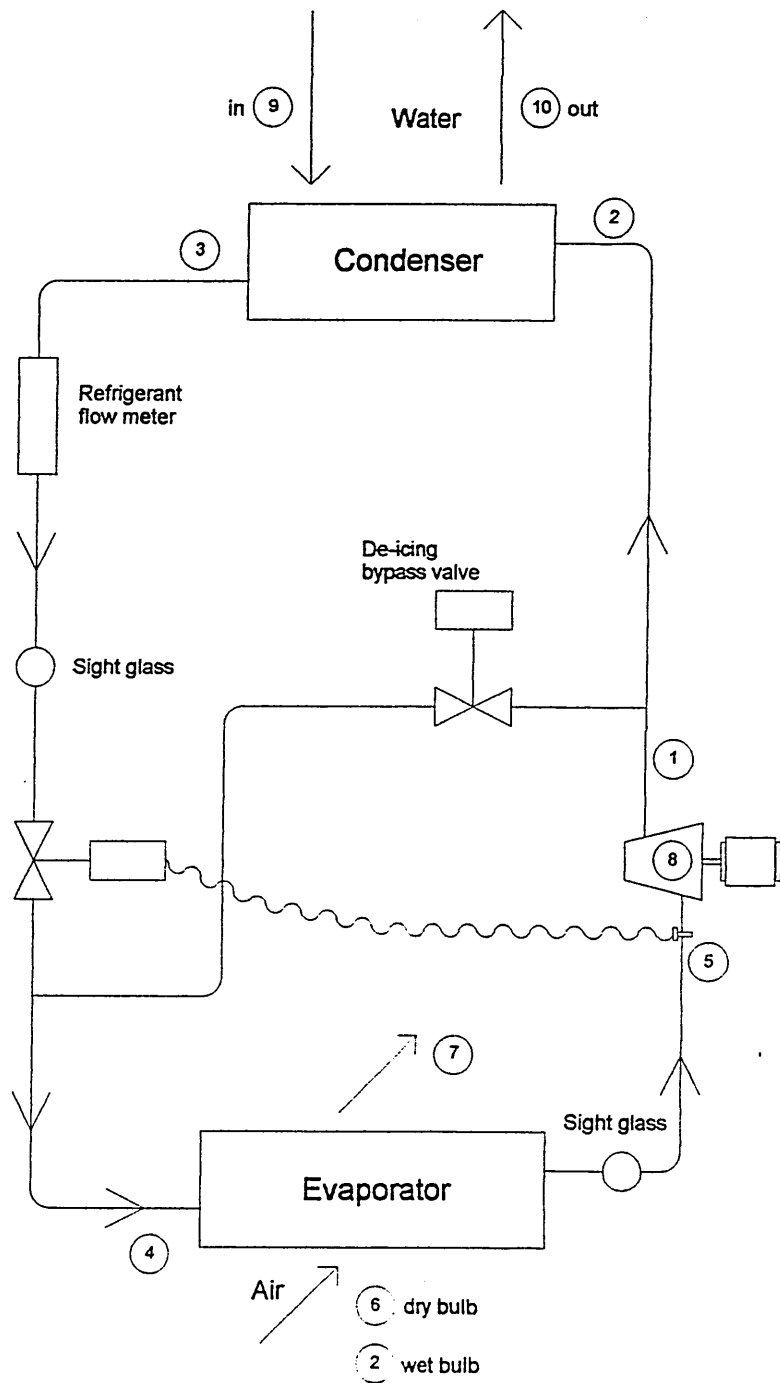 in 9
Water
10 out
2
3
Condenser
Refrigerant
flow meter
De-icing
bypass valve
Sight glass
1
8
5
7
Sight glass
Evaporator
4
Air
6 dry bulb
2 wet bulb